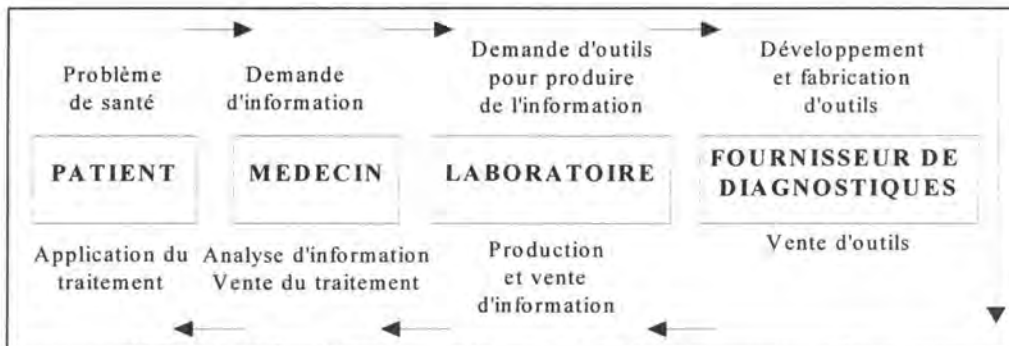 Problème
de santé
Demande
d'information
Demande d'outils
pour produire
de l'information
Développement
et fabrication
d'outils
PATIENT
MEDECIN
LABORATOIRE
FOURNISSEUR DE
DIAGNOSTIQUES
Application du
traitement
Analyse d'information
Vente du traitement
Production
et vente
d'information
Vente d'outils